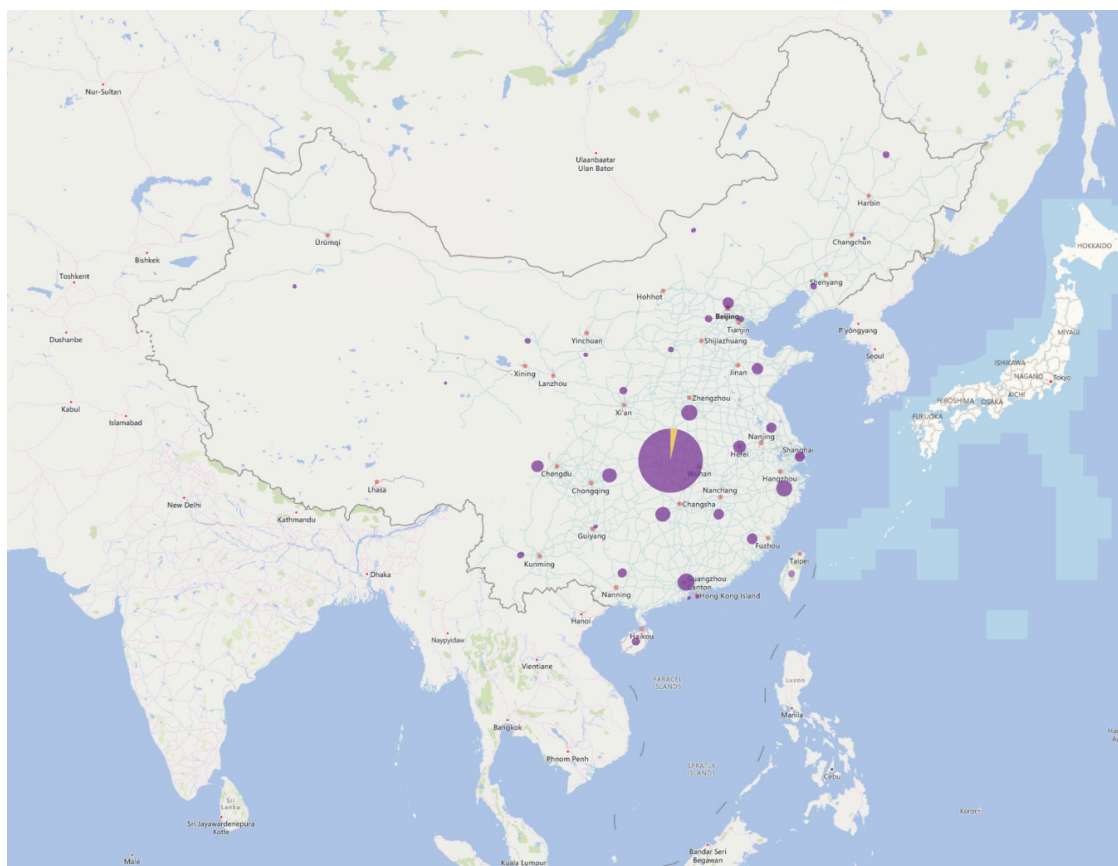 Nur-Sultan
Ulaanbaatar
Ulan Bator
Harbin
Ürümqi
Changchun
HOKKAIDO
Bishkek
Toshkent
Shenyang
Hohhot
Beijing
Tianjin
P'yŏngyang
MIYAGI
Dushanbe
Yinchuan
Shijiazhuang
Seoul
ISHIKAWA
Xining
Lanzhou
Jinan
NAGANO
Tokyo
Kabul
Islamabad
Zhengzhou
HIROSHIMA
OSAKA
AICHI
Xi'an
FUKUOKA
Nanjing
Hefei
Shanghai
Chengdu
Wuhan
Hangzhou
Lhasa
Chongqing
Nanchang
New Delhi
Changsha
Kathmandu
Guiyang
Fuzhou
Kunming
Taipei
Dhaka
Guangzhou
Canton
Nanning
Hong Kong Island
Hanoi
Haikou
Naypyidaw
Vientiane
PARACEL
ISLANDS
Luzon
Manila
Bangkok
Phnom Penh
SPRATLY
ISLANDS
Cebu
Sri
Lanka
Sri Jayawardenepura
Kotte
Koror
Male
Kuala Lumpur
Bandar Seri
Begawan